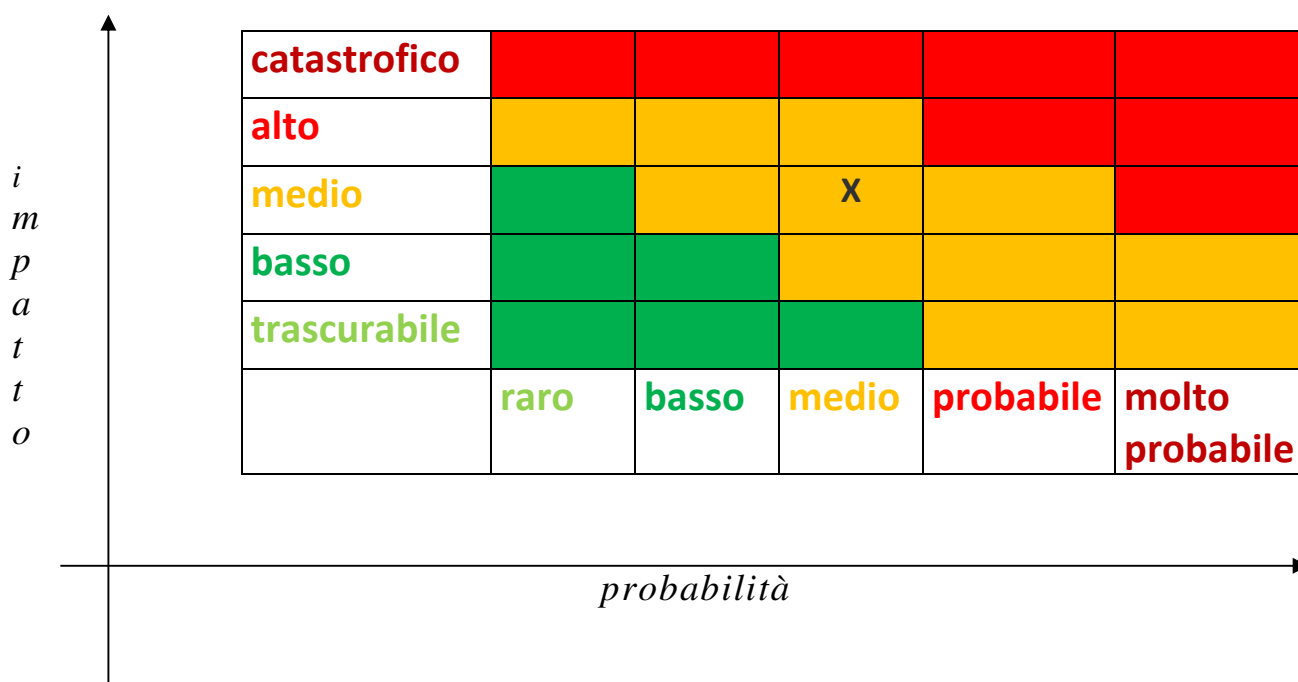 catastrofico
alto
i
m
p
a
t
t
o
medio
X
basso
trascurabile
raro
basso
medio
probabile
molto
probabile
probabilità